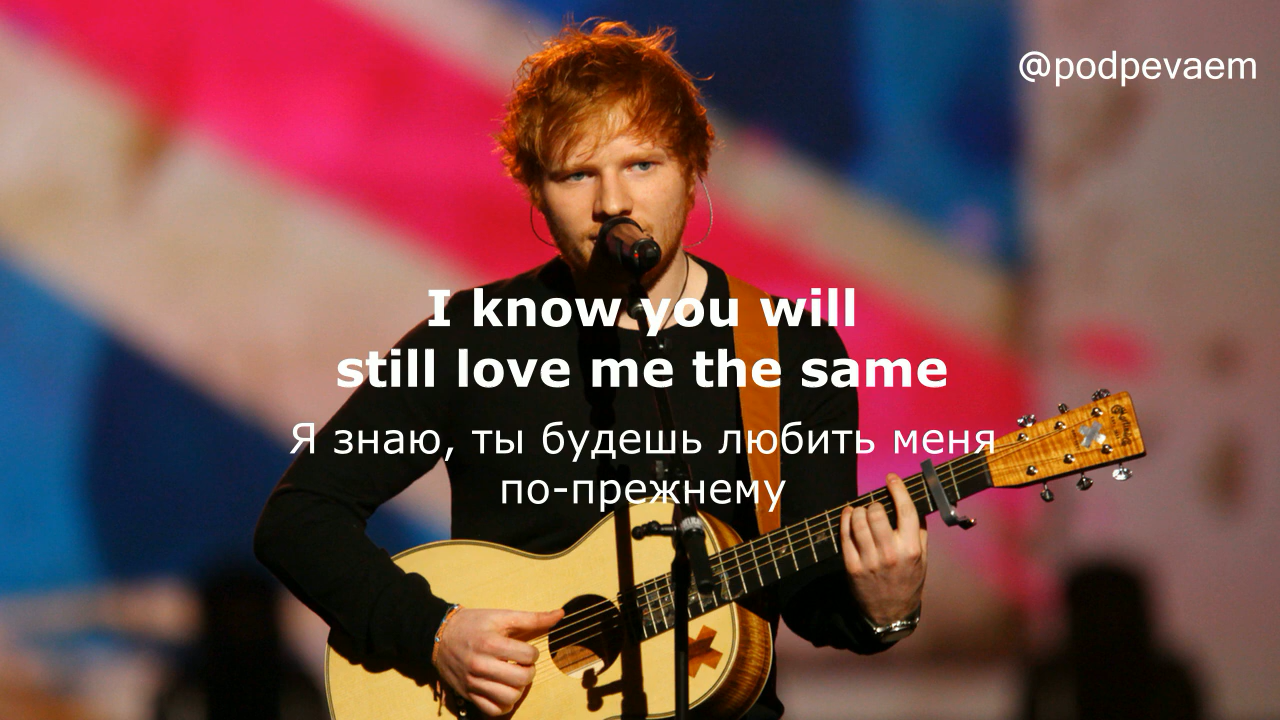 @podpevaem
I know you will
still love me the same
Я знаю, ты будешь любить меня
по-прежнему